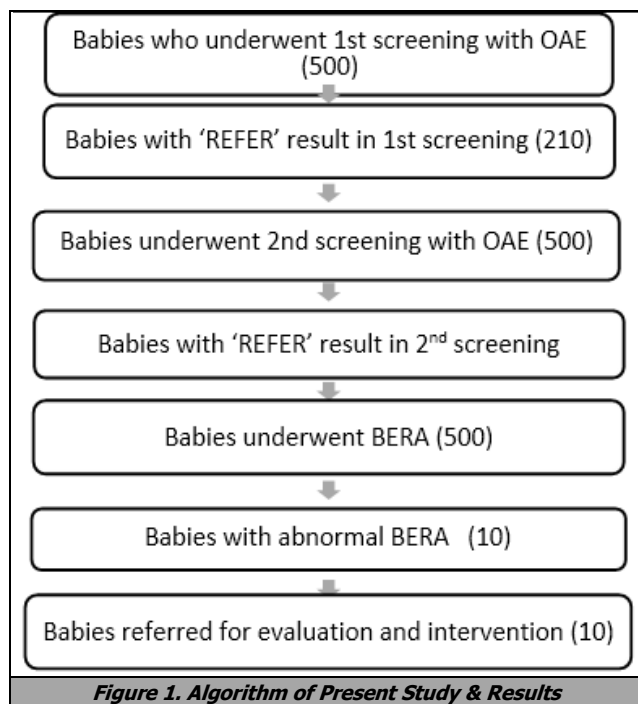 Babies who underwent 1st screening with OAE
(500)
Babies with ‘REFER’ result in 1st screening (210)
Babies underwent 2nd screening with OAE (500)
Babies with ‘REFER’ result in 2nd screening
Babies underwent BERA (500)
Babies with abnormal BERA (10)
Babies referred for evaluation and intervention (10)
Figure 1. Algorithm of Present Study & Results